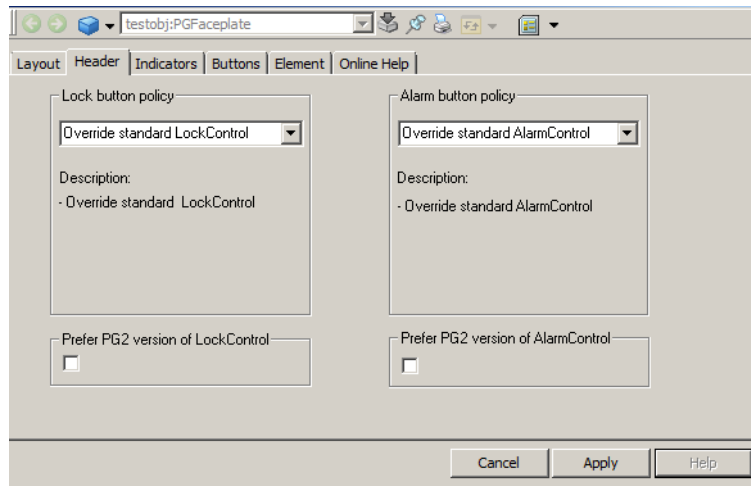 testobj:PGFaceplate
Layout Header Indicators Buttons Element Online Help
Lock button policy
Override standard LockControl
Description:
- Override standard LockControl
Alarm button policy
Override standard AlarmControl
Description:
- Override standard AlarmControl
Prefer PG2 version of LockControl
Prefer PG2 version of AlarmControl
Cancel Apply Help